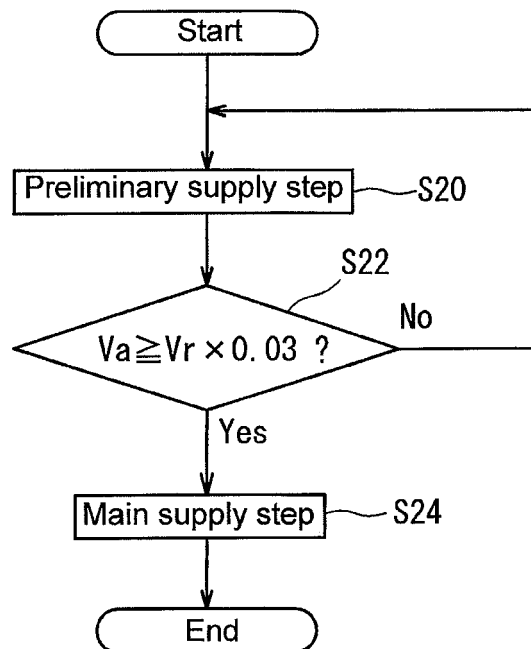 Start
Preliminary supply step
S20
S22
Va≧Vr×0.03 ?
No
Yes
Main supply step
S24
End